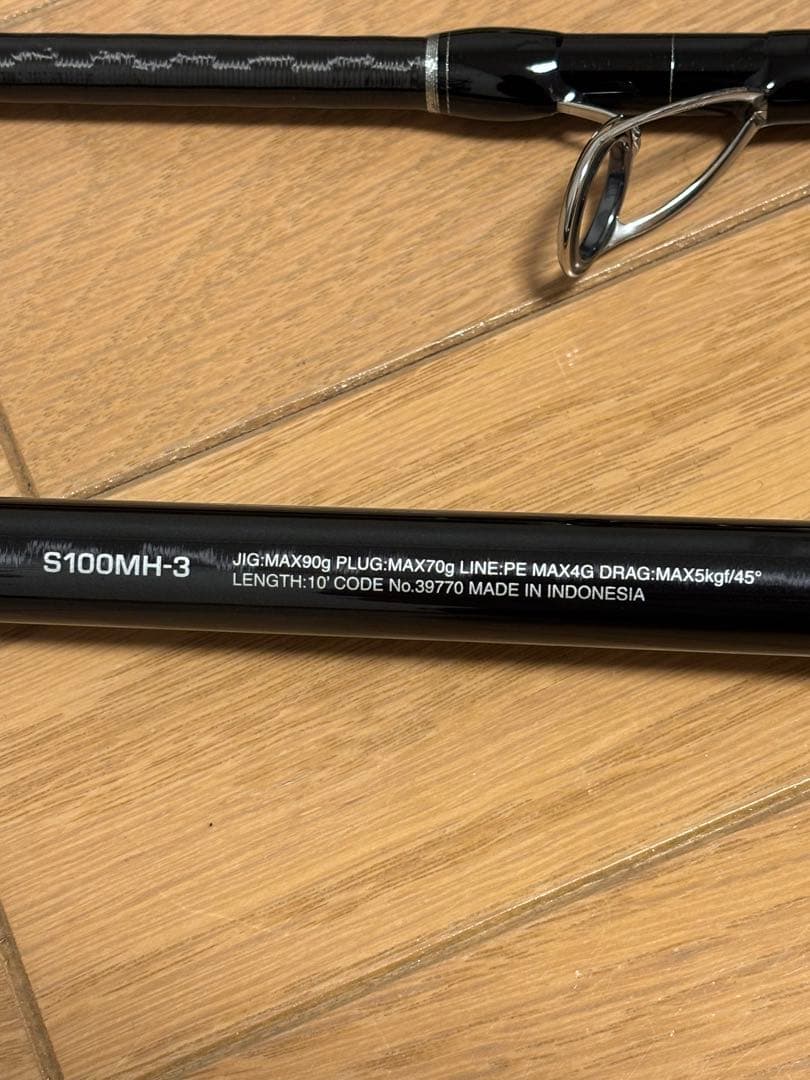 S100MH-3
JIG:MAX90g PLUG:MAX70g LINE:PE MAX4G DRAG:MAX5kgf/45°
LENGTH:10' CODE No.39770 MADE IN INDONESIA